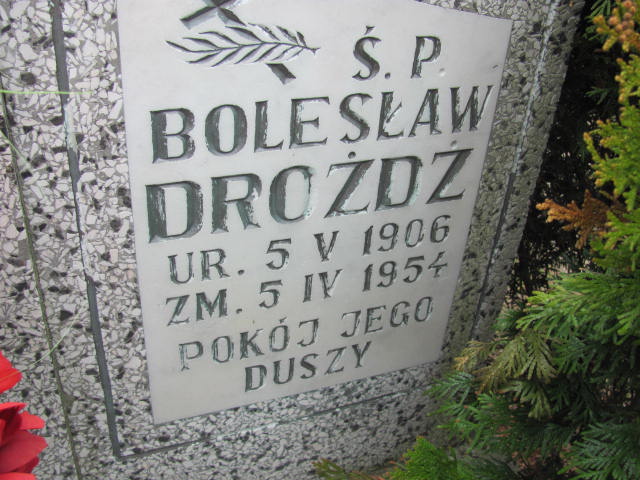 Ś. P.
BOLESŁAW
DROŻDŻ
UR. 5 V 1906
ZM. 5 IV 1954
POKÓJ JEGO
DUSZY